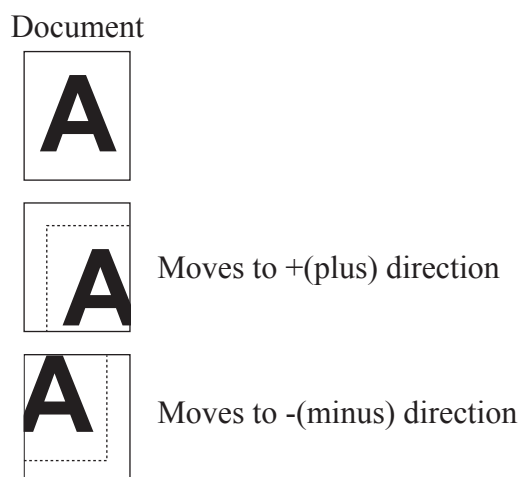 Document
A
A
Moves to +(plus) direction
A
Moves to -(minus) direction